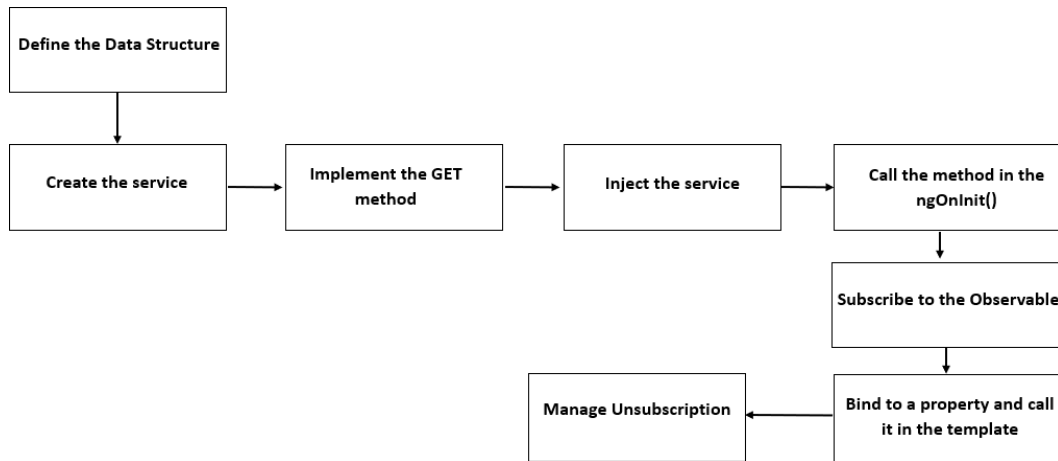 Define the Data Structure
Create the service
Implement the GET
method
Inject the service
Call the method in the
ngOnInit()
Subscribe to the Observable
Bind to a property and call
it in the template
Manage Unsubscription